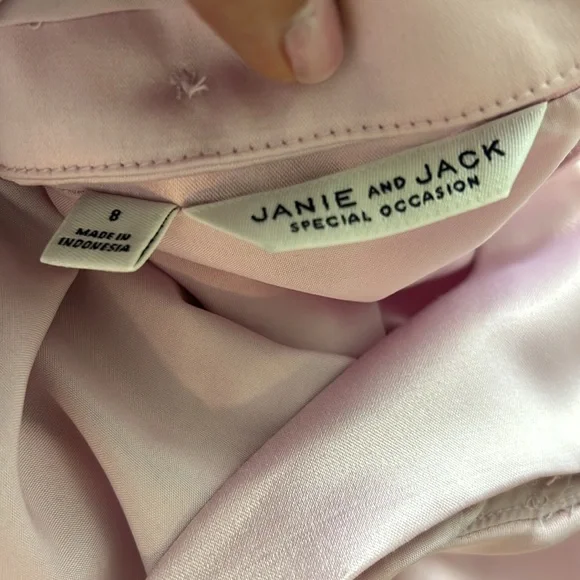 JANIE AND JACK
SPECIAL OCCASION
8
MADE IN
INDONESIA